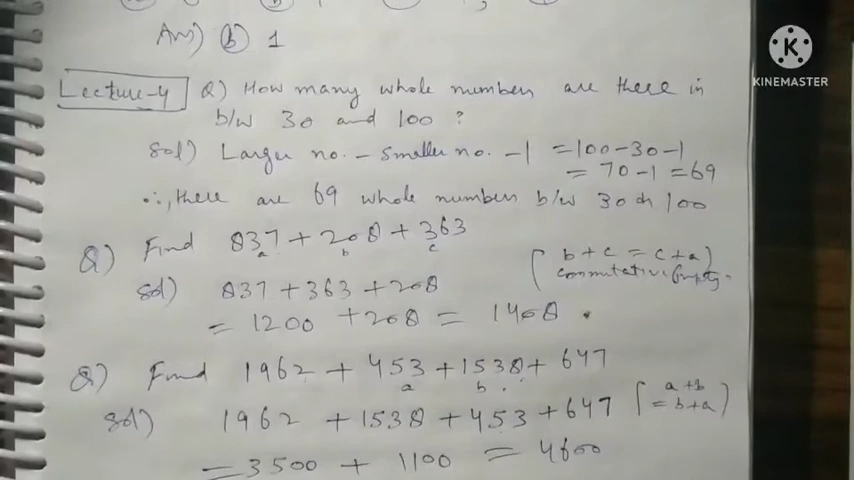 Ans) (b) 1
KINEMASTER
Lecture-4 Q) How many whole numbers are there in
b/w 30 and 100 ?
Sol) Larger no. - Smaller no. -1 = 100-30-1
= 70-1 = 69
∴, there are 69 whole numbers b/w 30 & 100
Q) Find 837 + 208 + 363
a b c
[ b+c = c+a)
commutative
Sol) 837 + 363 + 208
= 1200 + 208 = 1408 .
Q) Find 1962 + 453 + 1538 + 647
a b
Sol) 1962 + 1538 + 453 + 647 [ a+b
= b+a)
= 3500 + 1100 = 4600